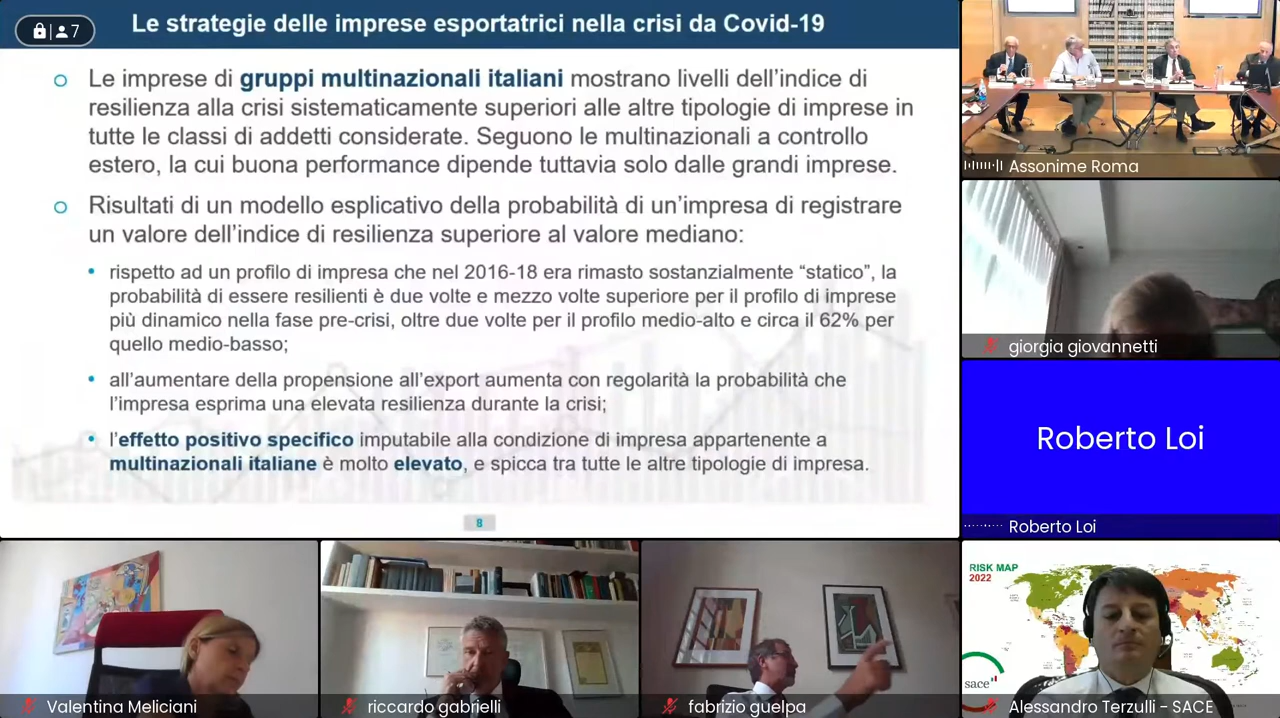 7
Le strategie delle imprese esportatrici nella crisi da Covid-19
Le imprese di gruppi multinazionali italiani mostrano livelli dell'indice di
resilienza alla crisi sistematicamente superiori alle altre tipologie di imprese in
tutte le classi di addetti considerate. Seguono le multinazionali a controllo
estero, la cui buona performance dipende tuttavia solo dalle grandi imprese.
Risultati di un modello esplicativo della probabilità di un'impresa di registrare
un valore dell'indice di resilienza superiore al valore mediano:
rispetto ad un profilo di impresa che nel 2016-18 era rimasto sostanzialmente "statico", la
probabilità di essere resilienti è due volte e mezzo volte superiore per il profilo di imprese
più dinamico nella fase pre-crisi, oltre due volte per il profilo medio-alto e circa il 62% per
quello medio-basso;
all'aumentare della propensione all'export aumenta con regolarità la probabilità che
l'impresa esprima una elevata resilienza durante la crisi;
l'effetto positivo specifico imputabile alla condizione di impresa appartenente a
multinazionali italiane è molto elevato, e spicca tra tutte le altre tipologie di impresa.
8
Assonime Roma
giorgia giovannetti
Roberto Loi
Roberto Loi
Valentina Meliciani
riccardo gabrielli
fabrizio guelpa
RISK MAP
2022
sace
Alessandro Terzulli - SACE